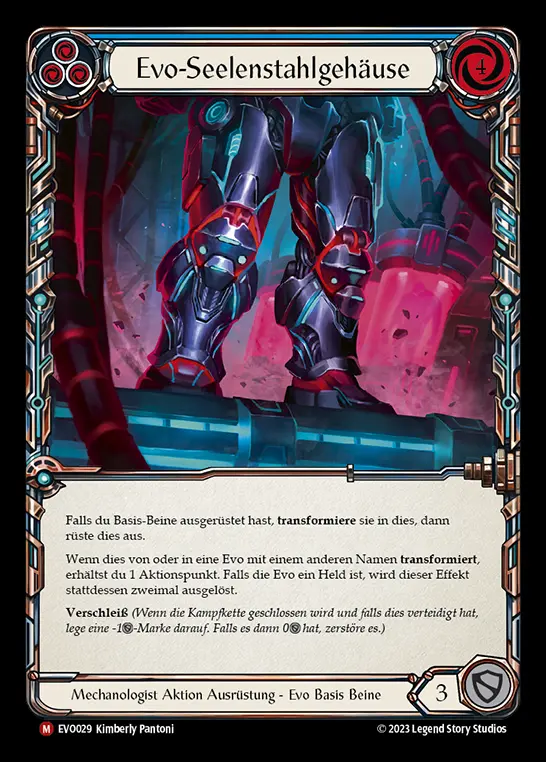 Evo-Seelenstahlgehäuse
4
Falls du Basis-Beine ausgerüstet hast, transformiere sie in dies, dann
rüste dies aus.
Wenn dies von oder in eine Evo mit einem anderen Namen transformiert,
erhältst du 1 Aktionspunkt. Falls die Evo ein Held ist, wird dieser Effekt
stattdessen zweimal ausgelöst.
Verschleiß (Wenn die Kampfkette geschlossen wird und falls dies verteidigt hat,
lege eine -1-Marke darauf. Falls es dann 0 hat, zerstöre es.)
Mechanologist Aktion Ausrüstung - Evo Basis Beine
3
M EVO029 Kimberly Pantoni
© 2023 Legend Story Studios